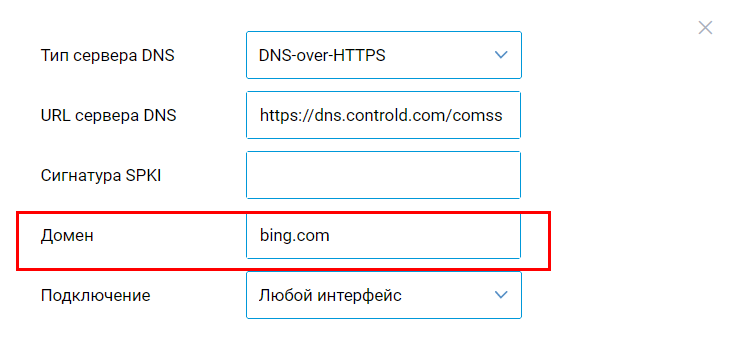 Тип сервера DNS DNS-over-HTTPS
URL сервера DNS https://dns.controld.com/comss
Сигнатура SPKI
Домен bing.com
Подключение Любой интерфейс